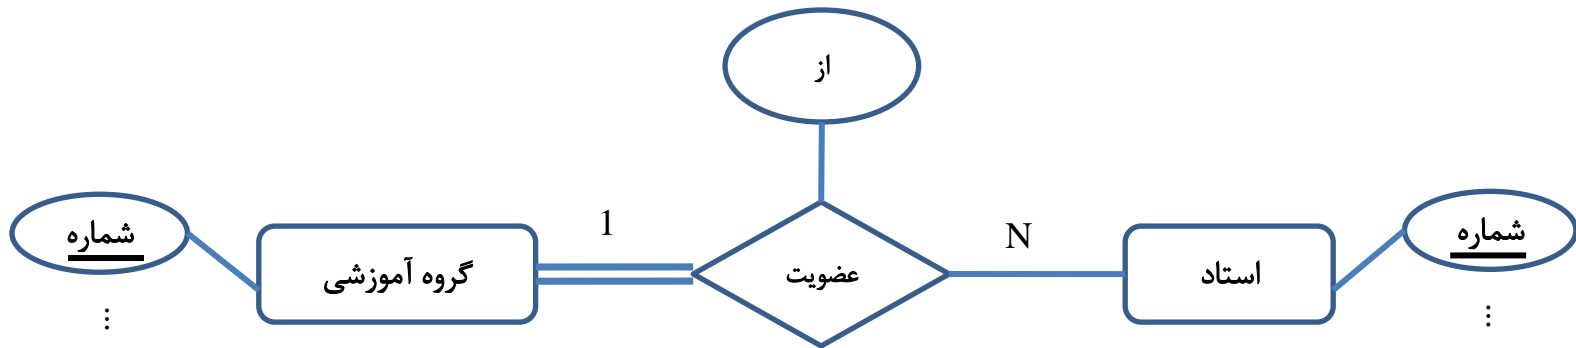 از
شماره
استاد
N
عضویت
1
گروه آموزشی
شماره
⋮
⋮